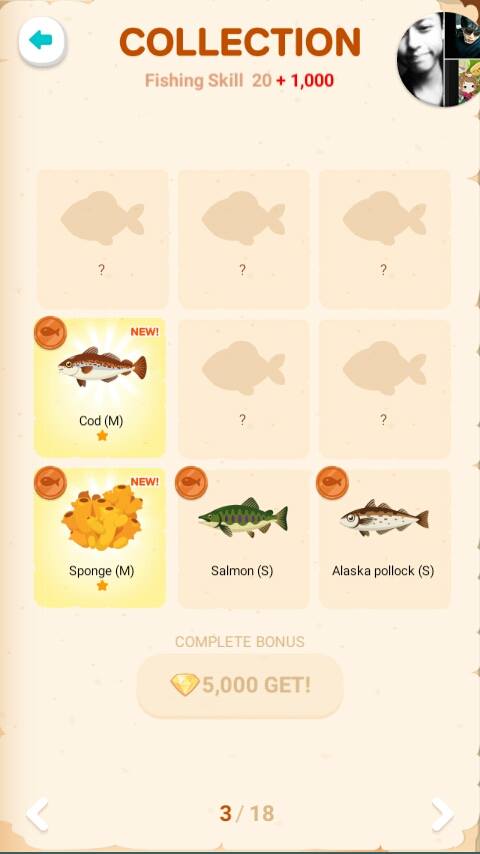 COLLECTION
Fishing Skill 20 + 1,000
? ? ?
NEW!
Cod (M) ? ?
NEW!
Sponge (M) Salmon (S) Alaska pollock (S)
COMPLETE BONUS
5,000 GET!
3 / 18